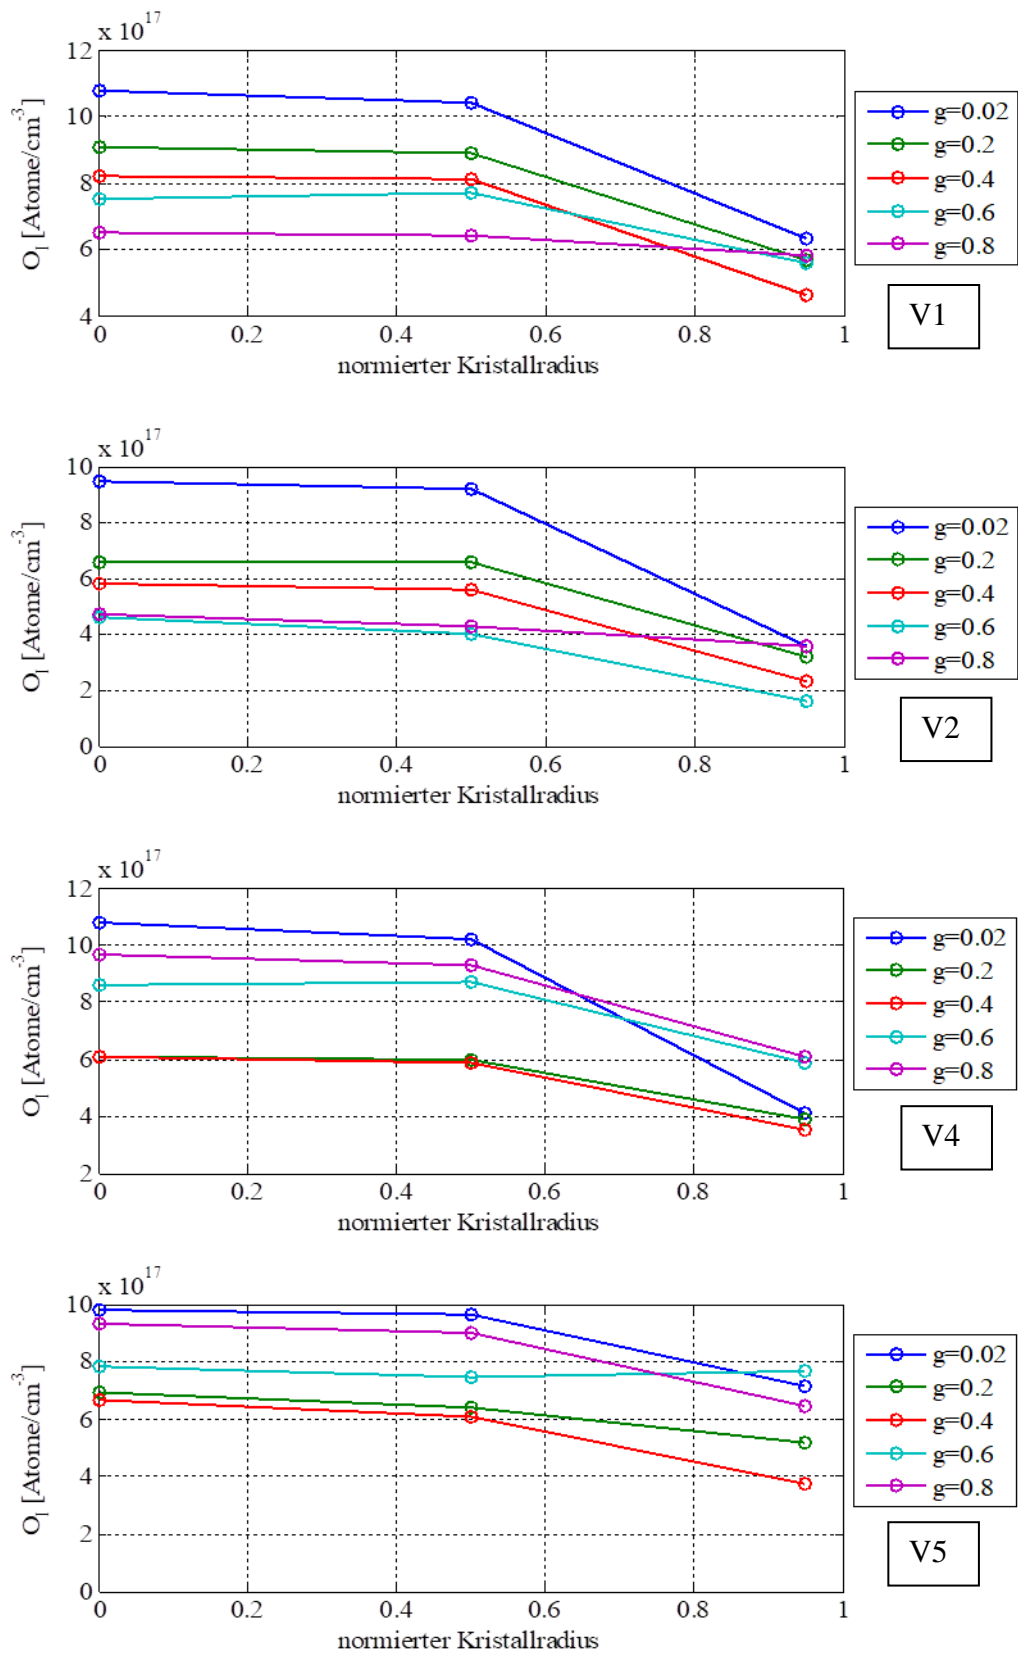 x 10^17
12
10
8
6
4
O_I [Atome/cm^-3]
0 0.2 0.4 0.6 0.8 1
normierter Kristallradius
g=0.02
g=0.2
g=0.4
g=0.6
g=0.8
V1
x 10^17
10
8
6
4
2
0
O_I [Atome/cm^-3]
0 0.2 0.4 0.6 0.8 1
normierter Kristallradius
g=0.02
g=0.2
g=0.4
g=0.6
g=0.8
V2
x 10^17
12
10
8
6
4
2
O_I [Atome/cm^-3]
0 0.2 0.4 0.6 0.8 1
normierter Kristallradius
g=0.02
g=0.2
g=0.4
g=0.6
g=0.8
V4
x 10^17
10
8
6
4
2
0
O_I [Atome/cm^-3]
0 0.2 0.4 0.6 0.8 1
normierter Kristallradius
g=0.02
g=0.2
g=0.4
g=0.6
g=0.8
V5